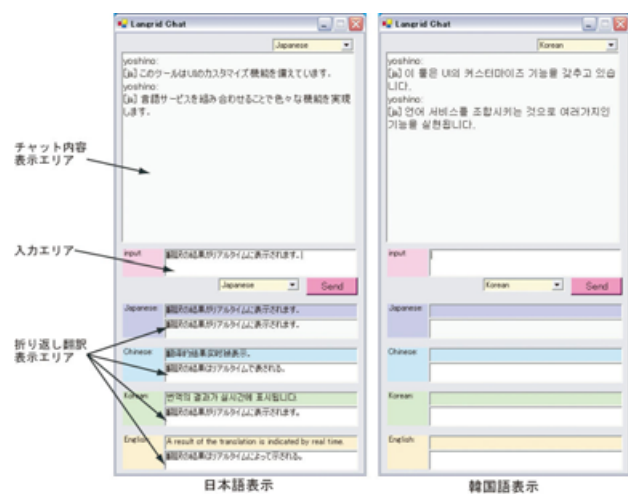 Langrid Chat
Japanese
yoshino:
[ja] このツールはUIのカスタマイズ機能を備えています。
yoshino:
[ja] 言語サービスを組み合わせることで色々な機能を実現
します。
チャット内容
表示エリア
入力エリア
input
翻訳の結果がリアルタイムに表示されます。
Japanese
Send
折り返し翻訳
表示エリア
Japanese
翻訳の結果がリアルタイムに表示されます。
翻訳の結果がリアルタイムに表示されます。
Chinese
翻译的结果实时被表示。
翻訳の結果はリアルタイムで表される。
Korean
번역의 결과가 실시간에 표시됩니다.
翻訳の結果がリアルタイムに表示されます。
English
A result of the translation is indicated by real time.
翻訳の結果はリアルタイムによって示される。
日本語表示
Langrid Chat
Korean
yoshino:
[ja] 이 툴은 UI의 커스터마이즈 기능을 갖추고 있습
니다.
yoshino:
[ja] 언어 서비스를 조합시키는 것으로 여러가지인
기능을 실현됩니다.
input
Korean
Send
Japanese
Chinese
Korean
English
韓国語表示